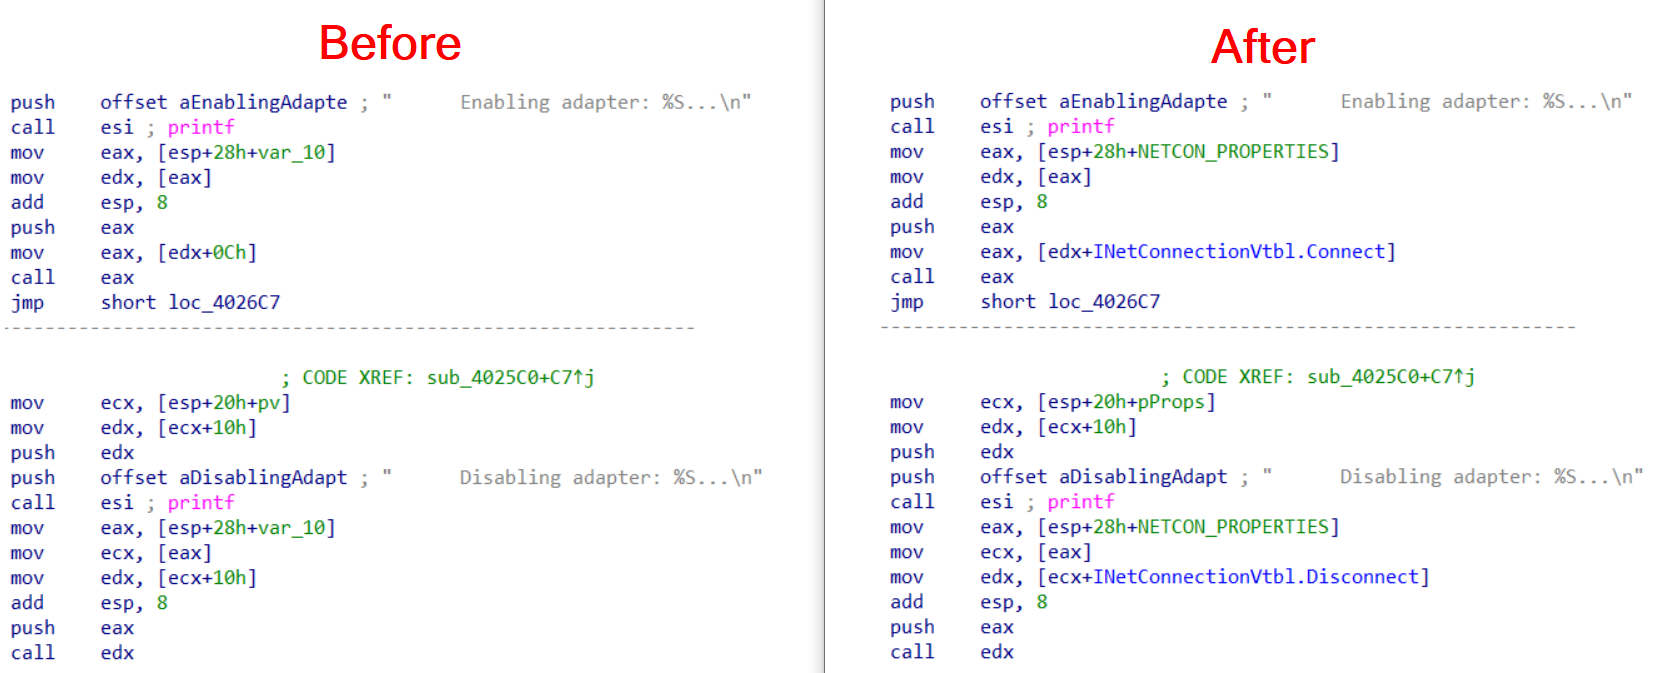 Before
push offset aEnablingAdapte ; " Enabling adapter: %S...\n"
call esi ; printf
mov eax, [esp+28h+var_10]
mov edx, [eax]
add esp, 8
push eax
mov eax, [edx+0Ch]
call eax
jmp short loc_4026C7
; CODE XREF: sub_4025C0+C7↑j
mov ecx, [esp+20h+pv]
mov edx, [ecx+10h]
push edx
push offset aDisablingAdapt ; " Disabling adapter: %S...\n"
call esi ; printf
mov eax, [esp+28h+var_10]
mov ecx, [eax]
mov edx, [ecx+10h]
add esp, 8
push eax
call edx
After
push offset aEnablingAdapte ; " Enabling adapter: %S...\n"
call esi ; printf
mov eax, [esp+28h+NETCON_PROPERTIES]
mov edx, [eax]
add esp, 8
push eax
mov eax, [edx+INetConnectionVtbl.Connect]
call eax
jmp short loc_4026C7
; CODE XREF: sub_4025C0+C7↑j
mov ecx, [esp+20h+pProps]
mov edx, [ecx+10h]
push edx
push offset aDisablingAdapt ; " Disabling adapter: %S...\n"
call esi ; printf
mov eax, [esp+28h+NETCON_PROPERTIES]
mov ecx, [eax]
mov edx, [ecx+INetConnectionVtbl.Disconnect]
add esp, 8
push eax
call edx